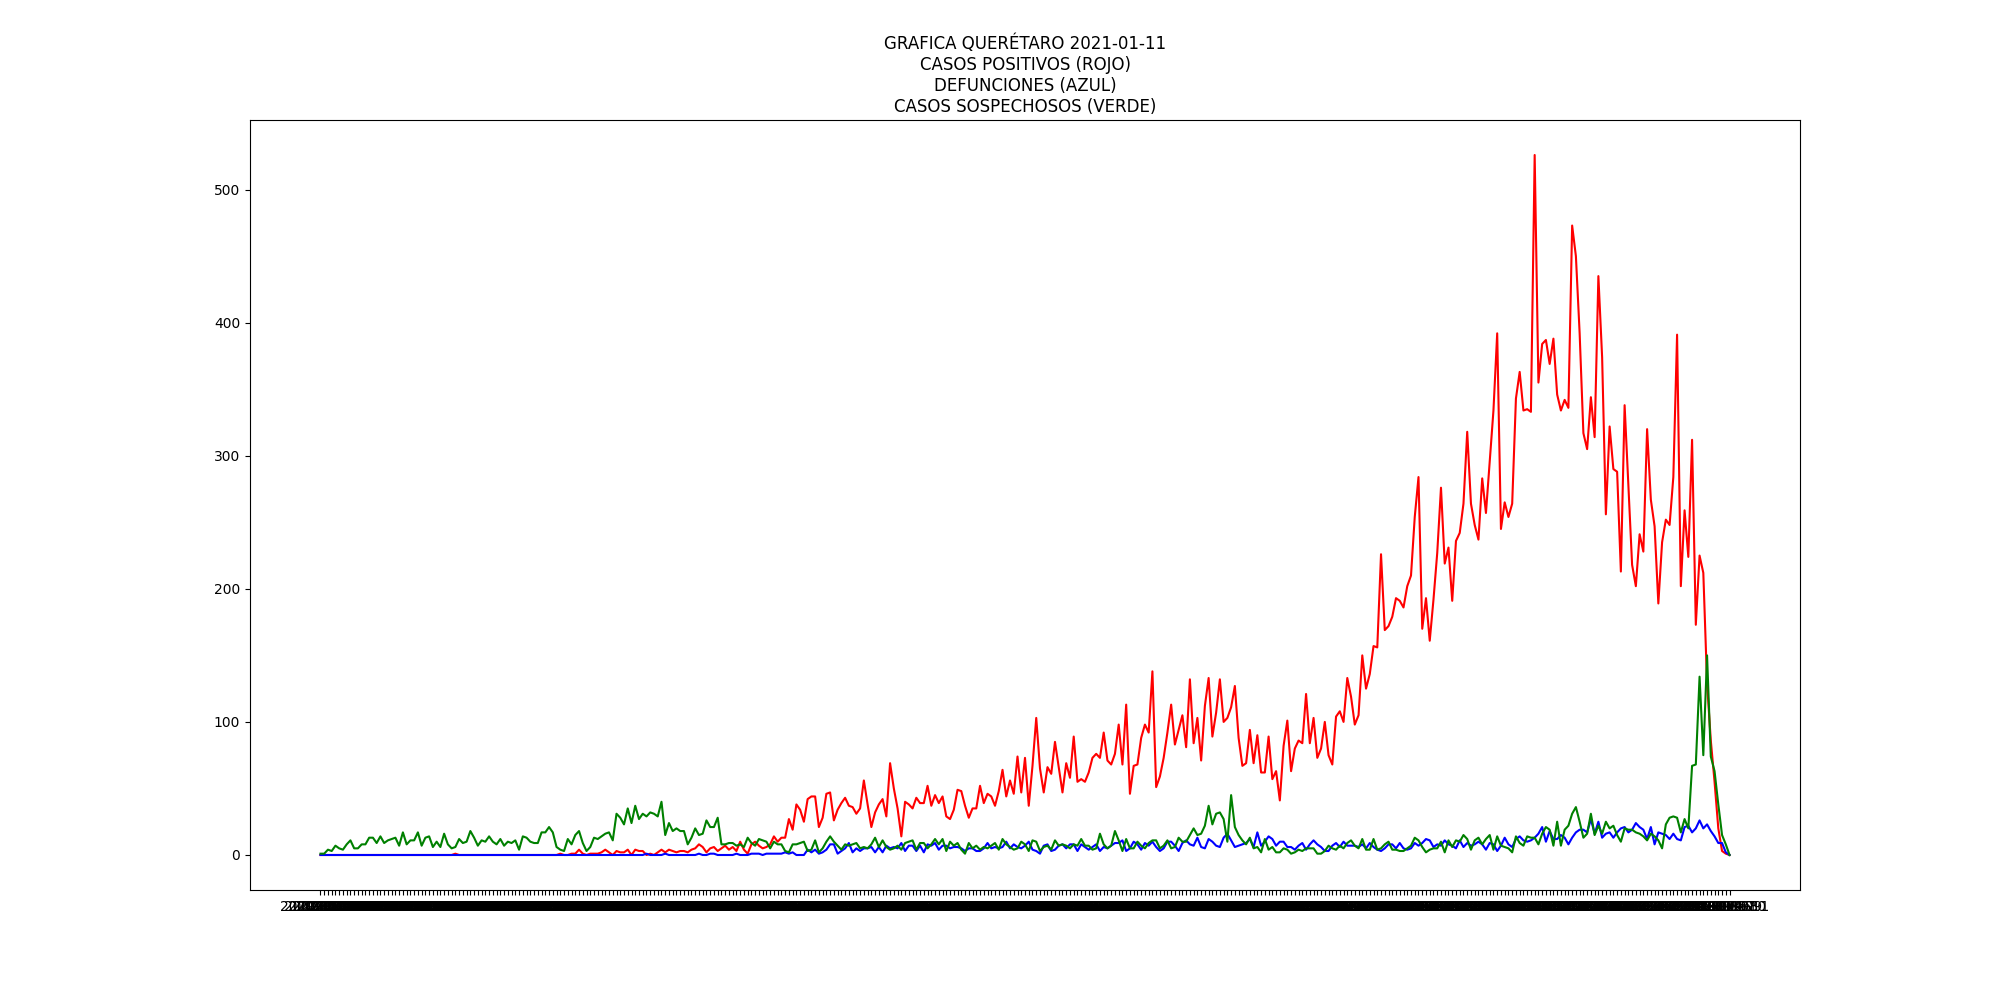 GRAFICA QUERÉTARO 2021-01-11
CASOS POSITIVOS (ROJO)
DEFUNCIONES (AZUL)
CASOS SOSPECHOSOS (VERDE)
500
400
300
200
100
0